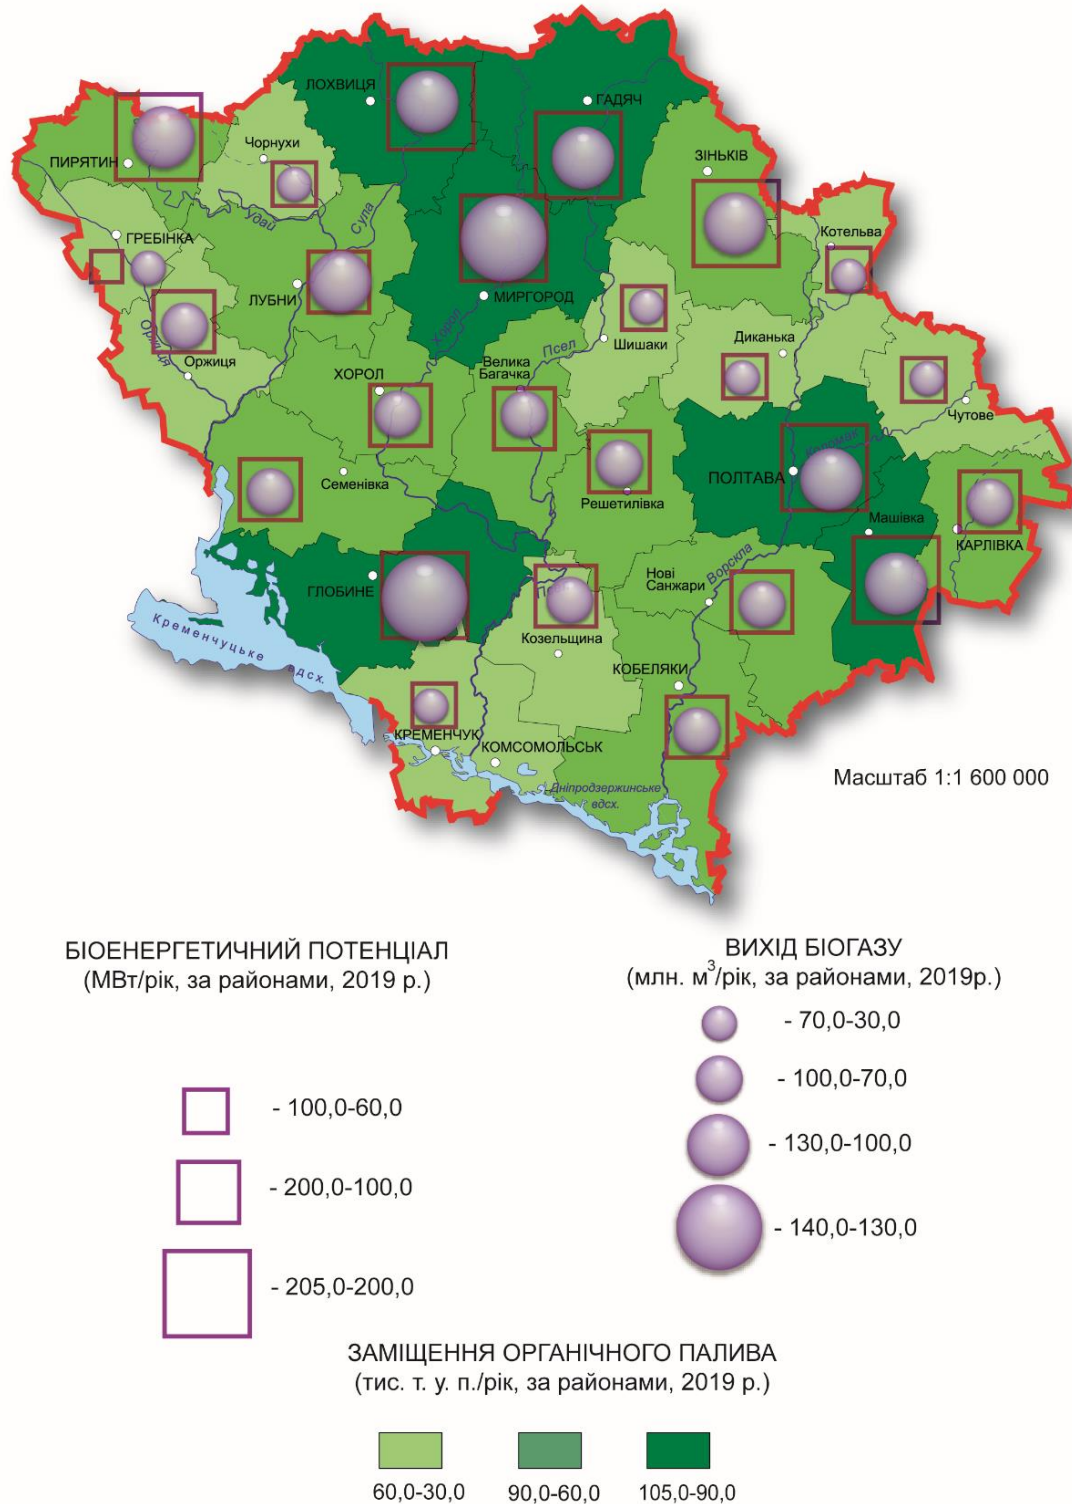 ЛОХВИЦЯ
ГАДЯЧ
Чорнухи
ПИРЯТИН
ЗІНЬКІВ
Удай
Сула
ГРЕБІНКА
Котельва
ЛУБНИ
МИРГОРОД
Хорол
Оржиця
Оржиця
Шишаки
Псел
Диканька
Велика
Багачка
ХОРОЛ
Чутове
Коломак
ПОЛТАВА
Семенівка
Решетилівка
Машівка
КАРЛІВКА
ГЛОБИНЕ
Нові
Санжари
Ворскла
Кременчуцьке вдсх.
Козельщина
КОБЕЛЯКИ
КРЕМЕНЧУК
КОМСОМОЛЬСЬК
Дніпродзержинське
вдсх.
Масштаб 1:1 600 000
БІОЕНЕРГЕТИЧНИЙ ПОТЕНЦІАЛ
(МВт/рік, за районами, 2019 р.)
- 100,0-60,0
- 200,0-100,0
- 205,0-200,0
ВИХІД БІОГАЗУ
(млн. м³/рік, за районами, 2019р.)
- 70,0-30,0
- 100,0-70,0
- 130,0-100,0
- 140,0-130,0
ЗАМІЩЕННЯ ОРГАНІЧНОГО ПАЛИВА
(тис. т. у. п./рік, за районами, 2019 р.)
60,0-30,0 90,0-60,0 105,0-90,0